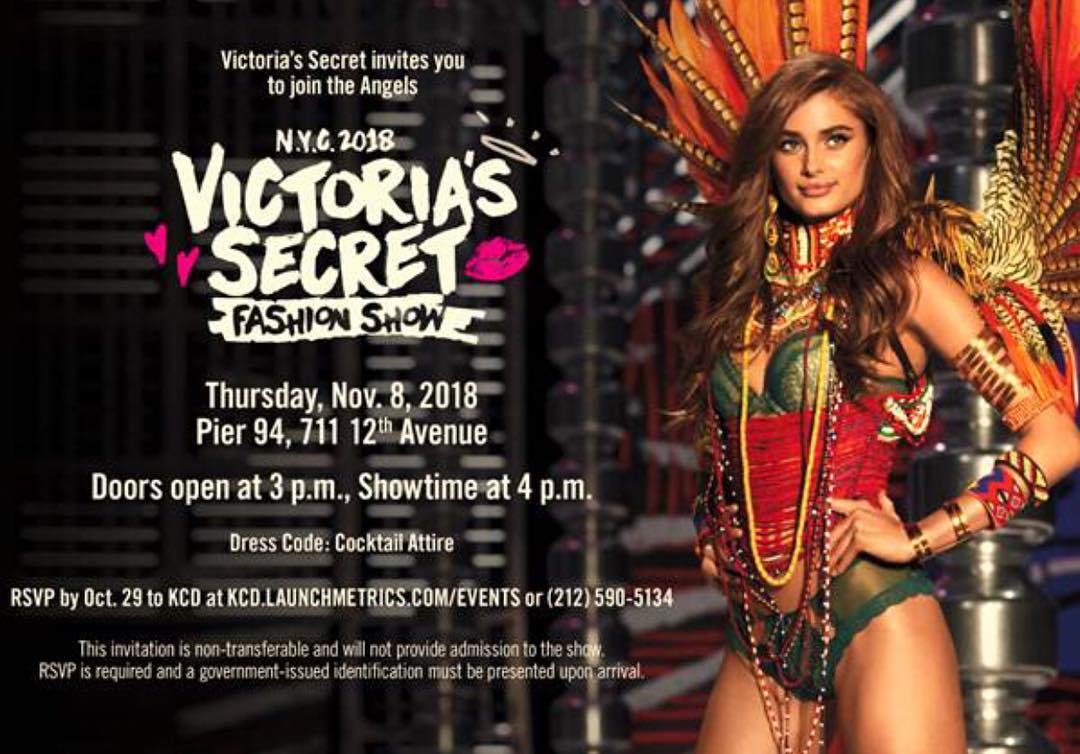 Victoria's Secret invites you
to join the Angels
N.Y.C. 2018
VICTORIA'S
SECRET
FASHION SHOW
Thursday, Nov. 8, 2018
Pier 94, 711 12th Avenue
Doors open at 3 p.m., Showtime at 4 p.m.
Dress Code: Cocktail Attire
RSVP by Oct. 29 to KCD at KCD.LAUNCHMETRICS.COM/EVENTS or (212) 590-5134
This invitation is non-transferable and will not provide admission to the show.
RSVP is required and a government-issued identification must be presented upon arrival.